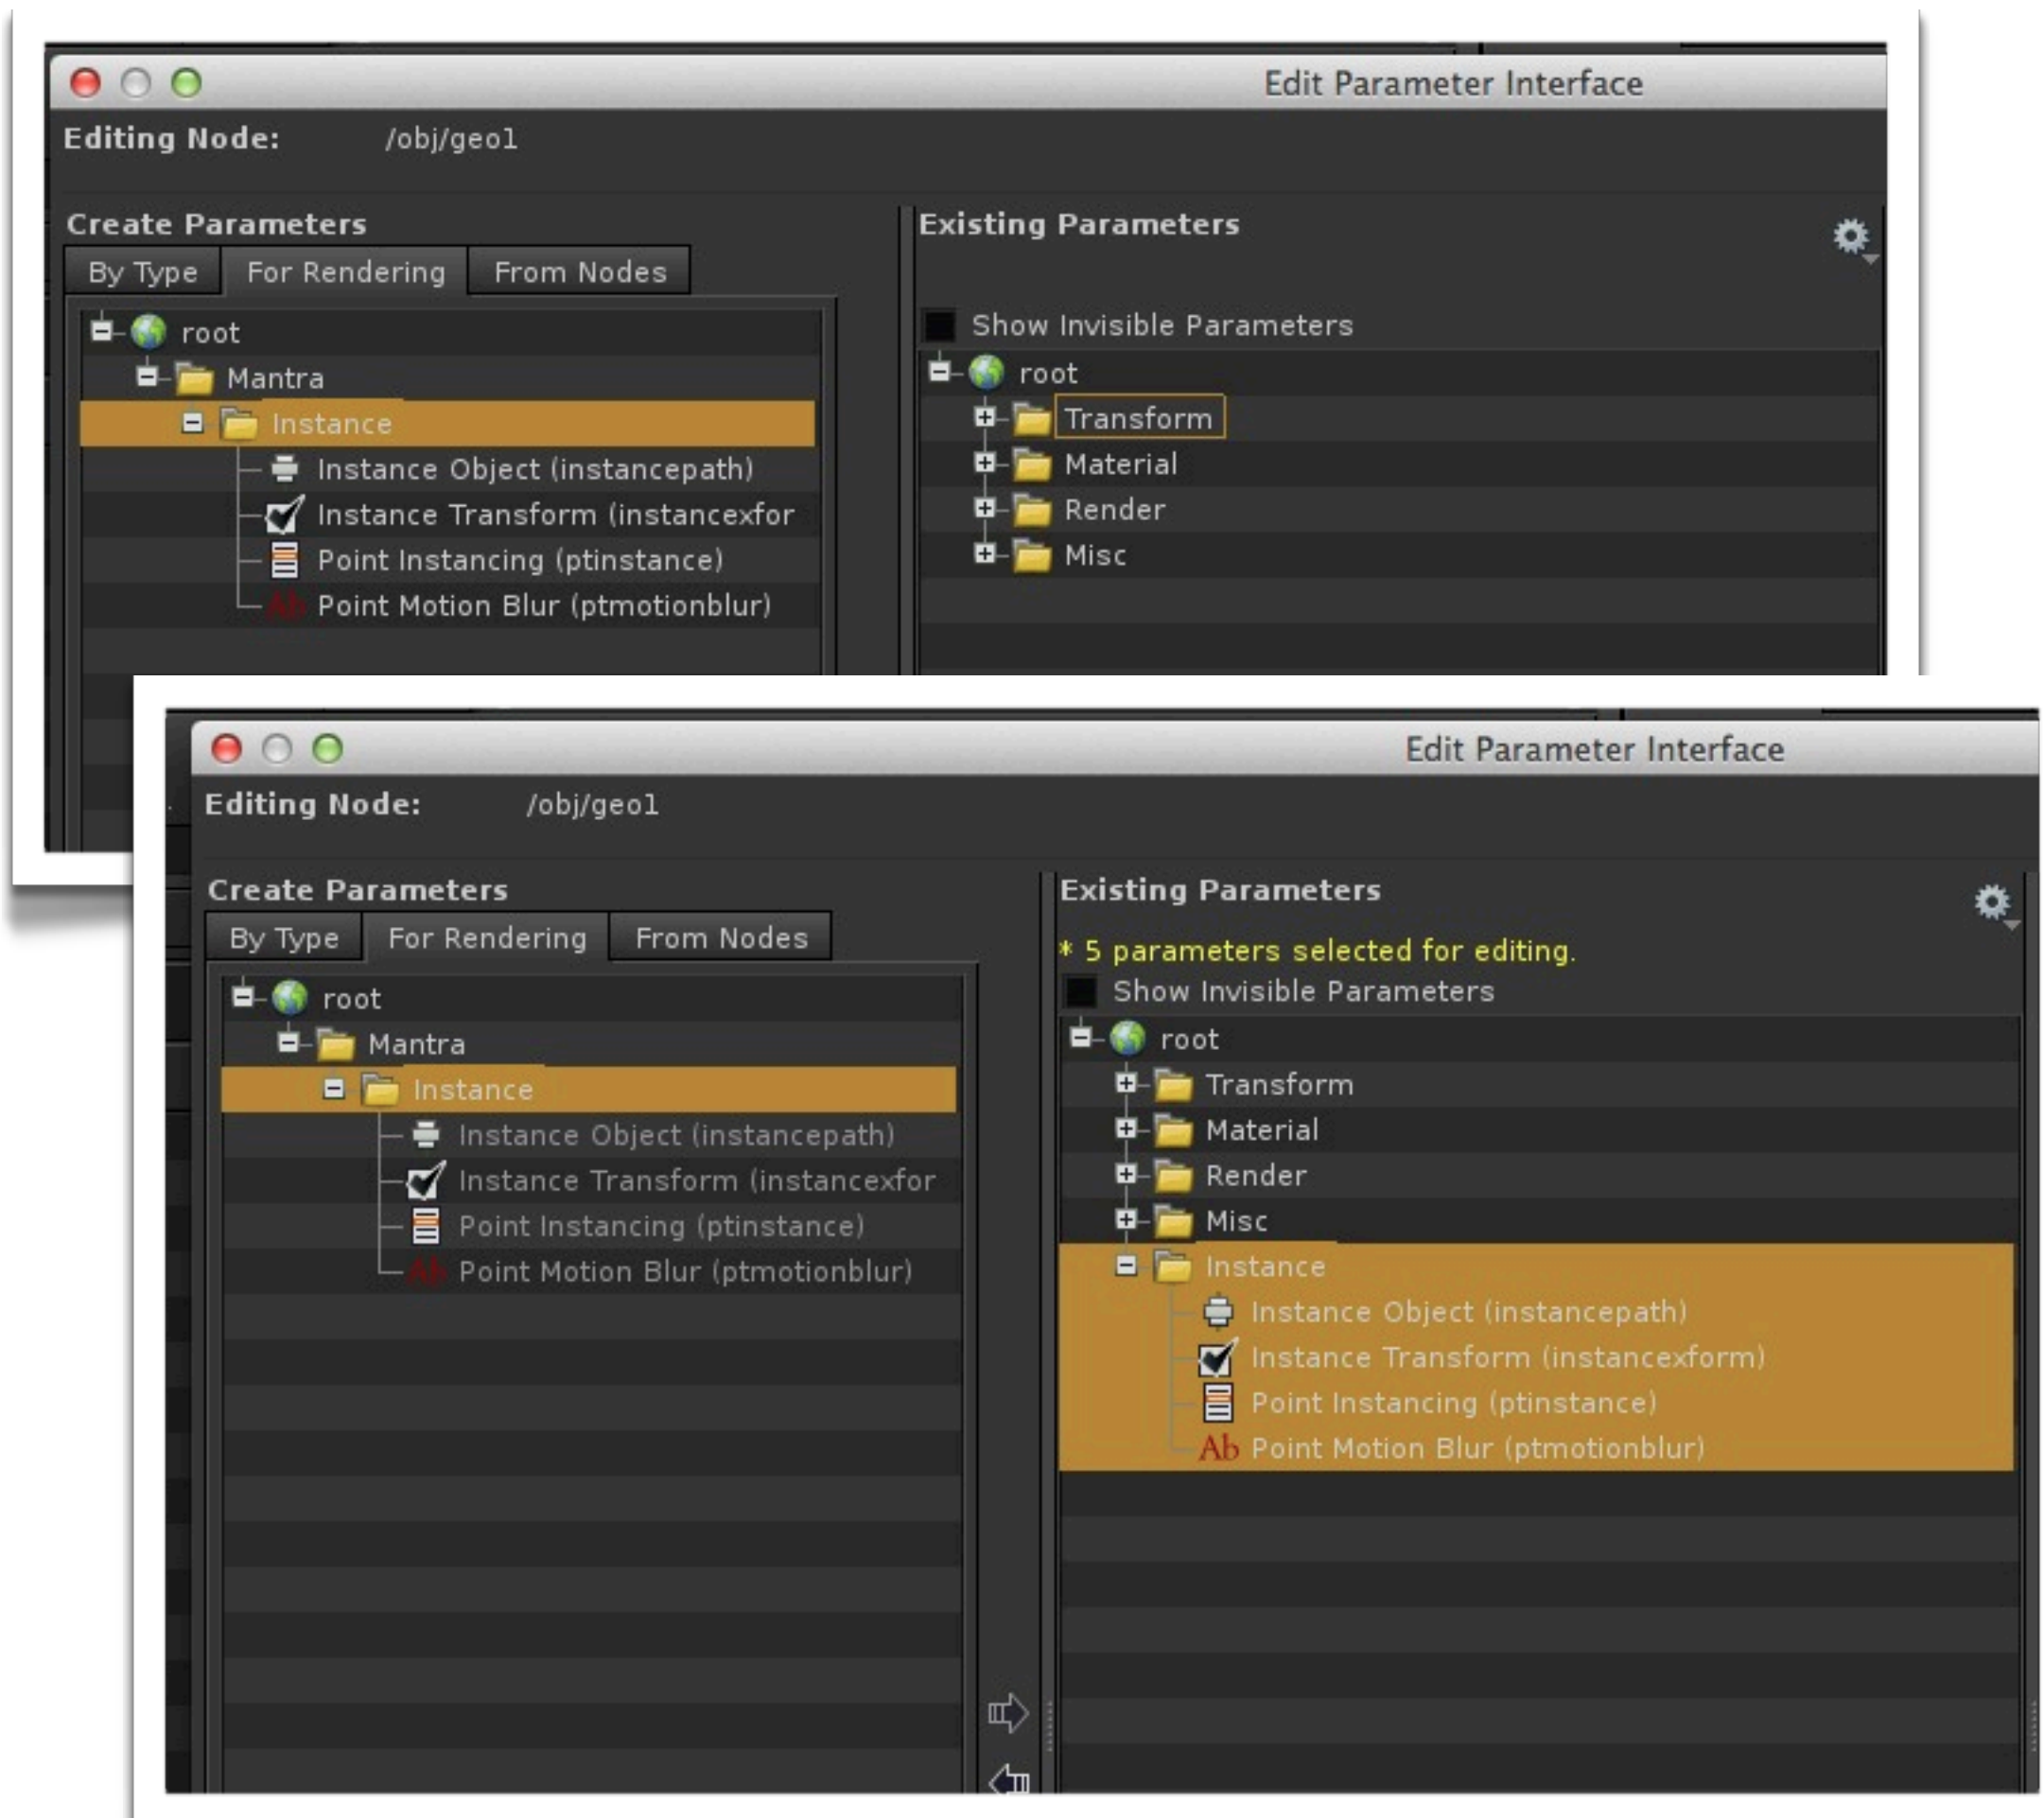 Edit Parameter Interface
Editing Node: /obj/geo1
Create Parameters
By Type For Rendering From Nodes
root
Mantra
Instance
Instance Object (instancepath)
Instance Transform (instancexfor
Point Instancing (ptinstance)
Ab Point Motion Blur (ptmotionblur)
Existing Parameters
Show Invisible Parameters
root
Transform
Material
Render
Misc
Edit Parameter Interface
Editing Node: /obj/geo1
Create Parameters
By Type For Rendering From Nodes
root
Mantra
Instance
Instance Object (instancepath)
Instance Transform (instancexfor
Point Instancing (ptinstance)
Ab Point Motion Blur (ptmotionblur)
Existing Parameters
* 5 parameters selected for editing.
Show Invisible Parameters
root
Transform
Material
Render
Misc
Instance
Instance Object (instancepath)
Instance Transform (instancexform)
Point Instancing (ptinstance)
Ab Point Motion Blur (ptmotionblur)